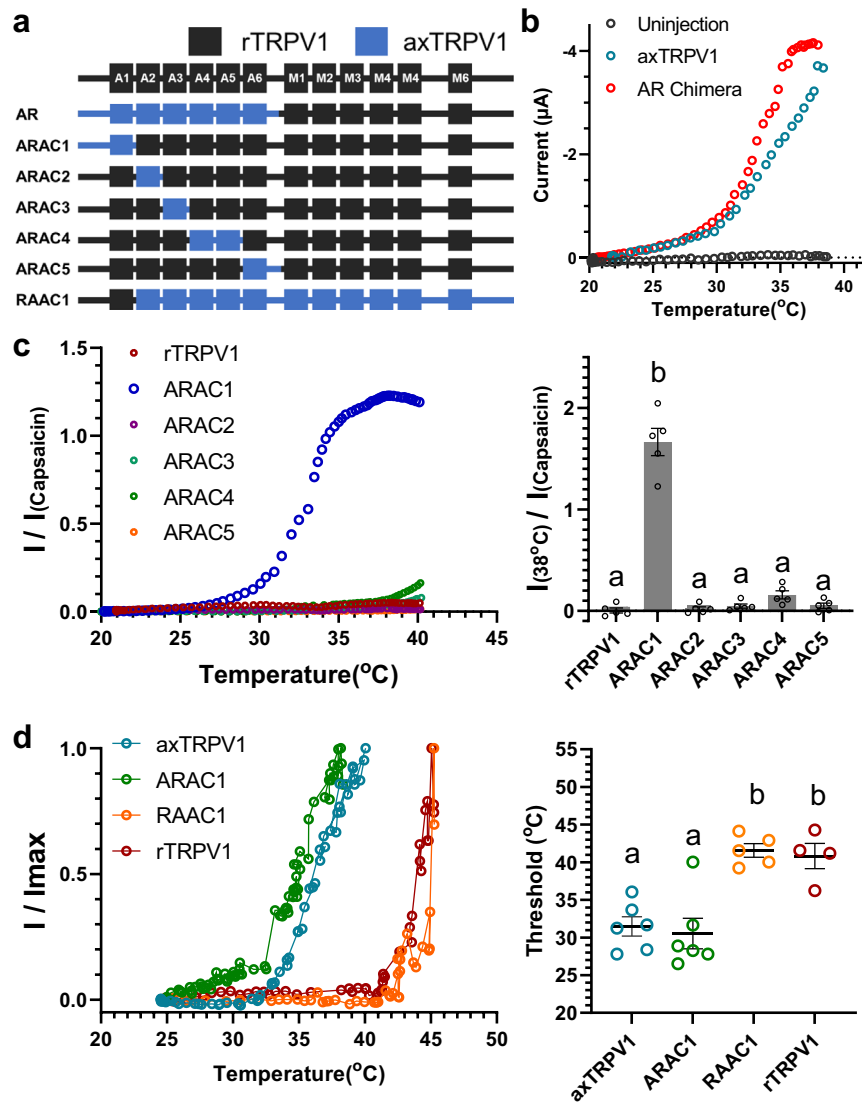 a
rTRPV1 axTRPV1
A1 A2 A3 A4 A5 A6 M1 M2 M3 M4 M4 M6
AR
ARAC1
ARAC2
ARAC3
ARAC4
ARAC5
RAAC1
b
Uninjection
axTRPV1
AR Chimera
Current (µA)
-4
-2
0
20 25 30 35 40
Temperature(°C)
c
rTRPV1
ARAC1
ARAC2
ARAC3
ARAC4
ARAC5
I / I(Capsaicin)
1.5
1.0
0.5
0.0
20 25 30 35 40 45
Temperature(°C)
I(38°C) / I(Capsaicin)
2
1
0
a b a a a a
rTRPV1 ARAC1 ARAC2 ARAC3 ARAC4 ARAC5
d
axTRPV1
ARAC1
RAAC1
rTRPV1
I / Imax
1.0
0.5
0.0
20 25 30 35 40 45 50
Temperature(°C)
Threshold (°C)
55
50
45
40
35
30
25
20
a a b b
axTRPV1 ARAC1 RAAC1 rTRPV1